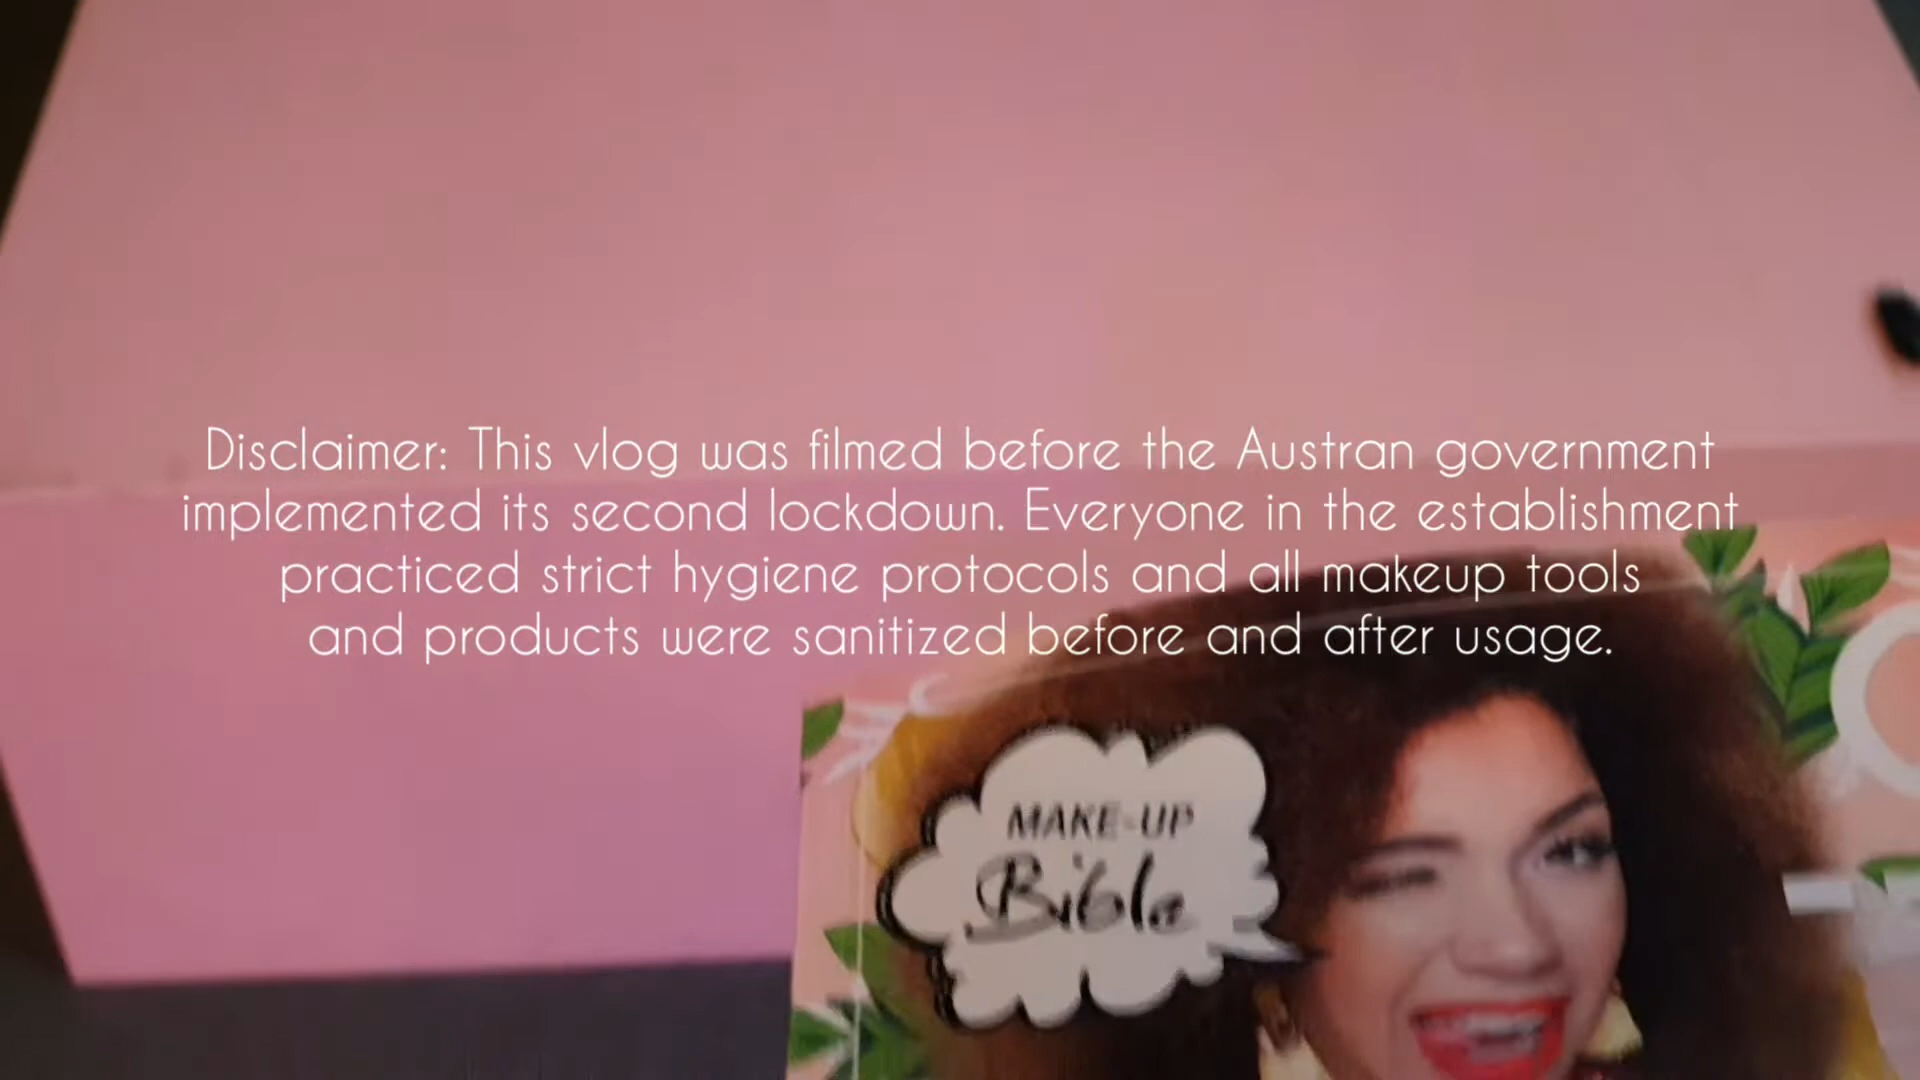 Disclaimer: This vlog was filmed before the Austran government
implemented its second lockdown. Everyone in the establishment
practiced strict hygiene protocols and all makeup tools
and products were sanitized before and after usage.
MAKE-UP
Bible